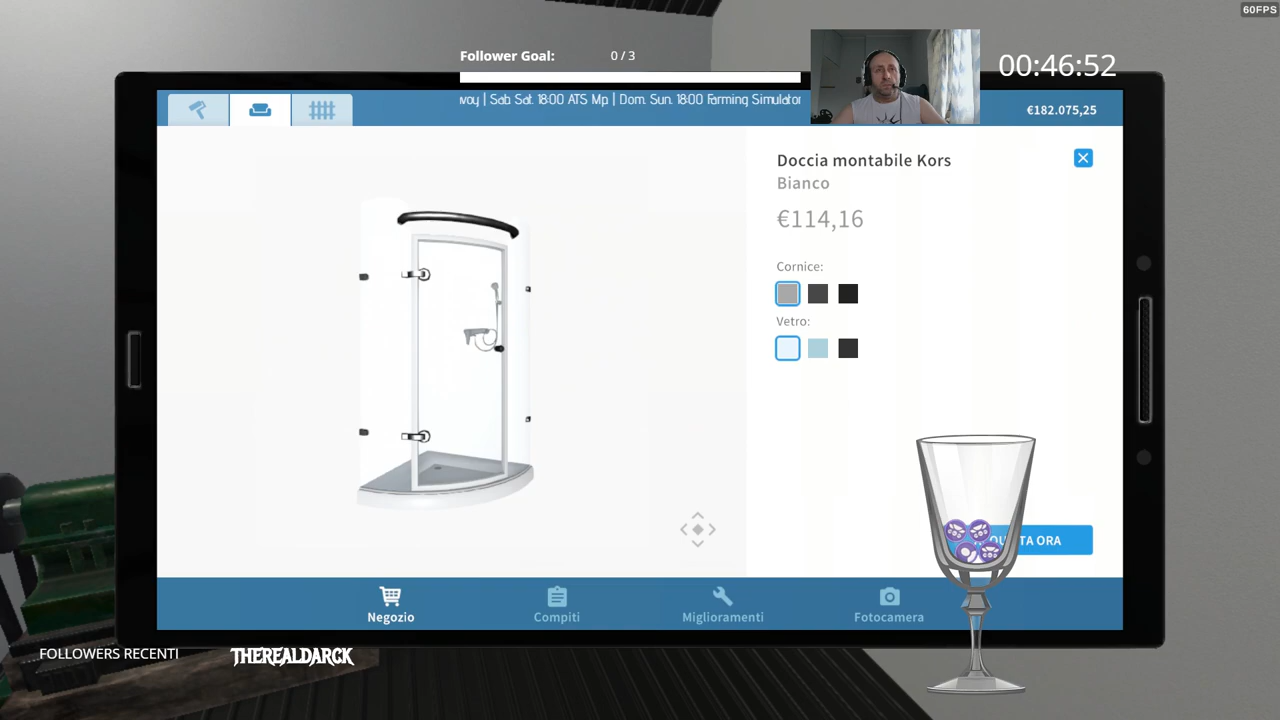 60FPS
Follower Goal: 0 / 3
00:46:52
| Sab Sat. 18:00 ATS Mp | Dom. Sun. 18:00 Farming Simulator
€182.075,25
Doccia montabile Kors
Bianco
€114,16
Cornice:
Vetro:
ORA
Negozio
Compiti
Miglioramenti
Fotocamera
FOLLOWERS RECENTI
THEREALDARCK